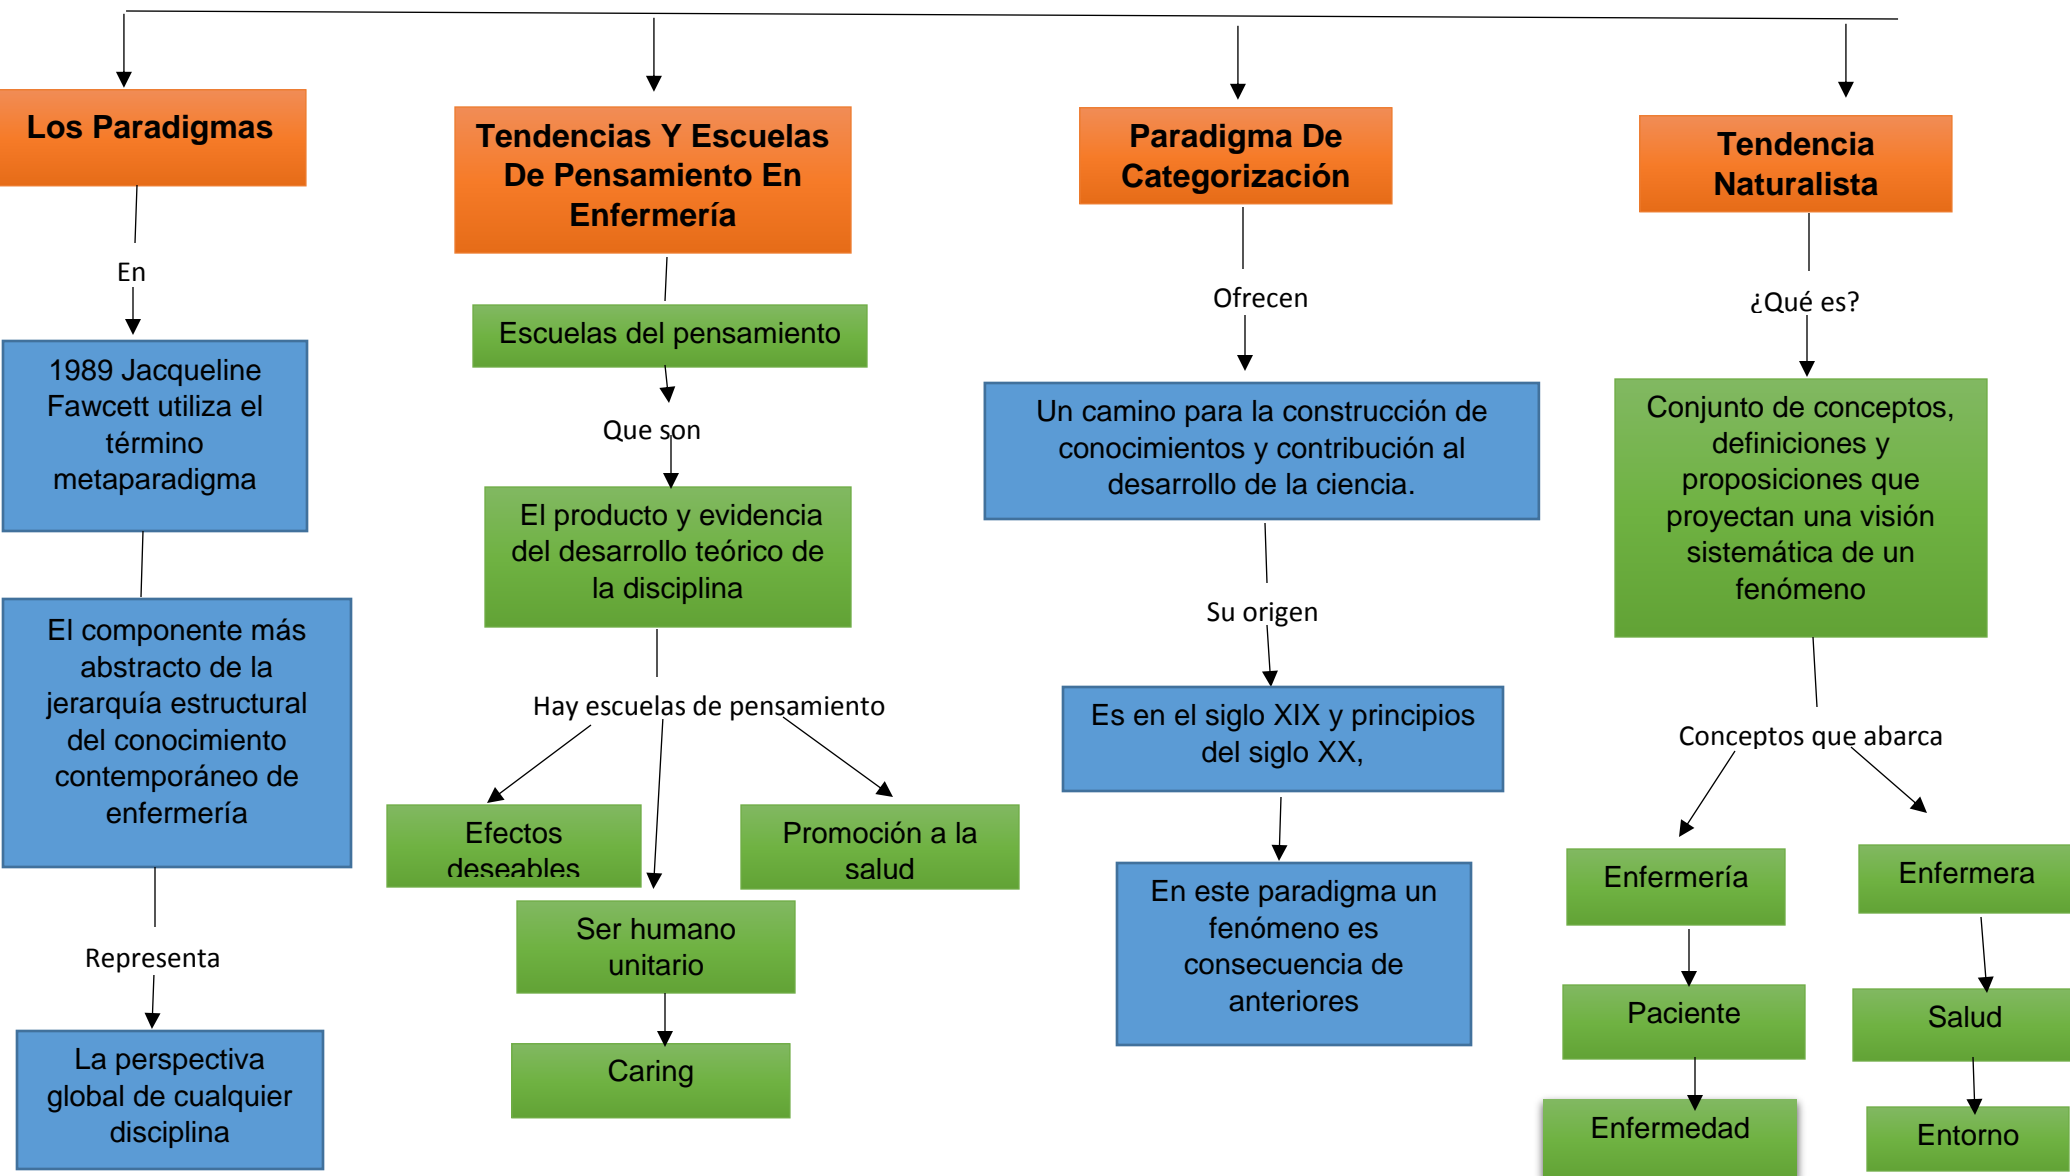 Los Paradigmas
En
1989 Jacqueline
Fawcett utiliza el
término
metaparadigma
El componente más
abstracto de la
jerarquía estructural
del conocimiento
contemporáneo de
enfermería
Representa
La perspectiva
global de cualquier
disciplina
Tendencias Y Escuelas
De Pensamiento En
Enfermería
Escuelas del pensamiento
Que son
El producto y evidencia
del desarrollo teórico de
la disciplina
Hay escuelas de pensamiento
Efectos
deseables
Promoción a la
salud
Ser humano
unitario
Caring
Paradigma De
Categorización
Ofrecen
Un camino para la construcción de
conocimientos y contribución al
desarrollo de la ciencia.
Su origen
Es en el siglo XIX y principios
del siglo XX,
En este paradigma un
fenómeno es
consecuencia de
anteriores
Tendencia
Naturalista
¿Qué es?
Conjunto de conceptos,
definiciones y
proposiciones que
proyectan una visión
sistemática de un
fenómeno
Conceptos que abarca
Enfermería
Paciente
Enfermedad
Enfermera
Salud
Entorno